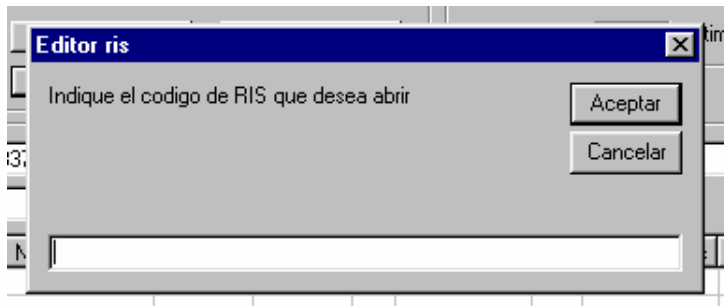 Editor ris
Indique el codigo de RIS que desea abrir
Aceptar
Cancelar